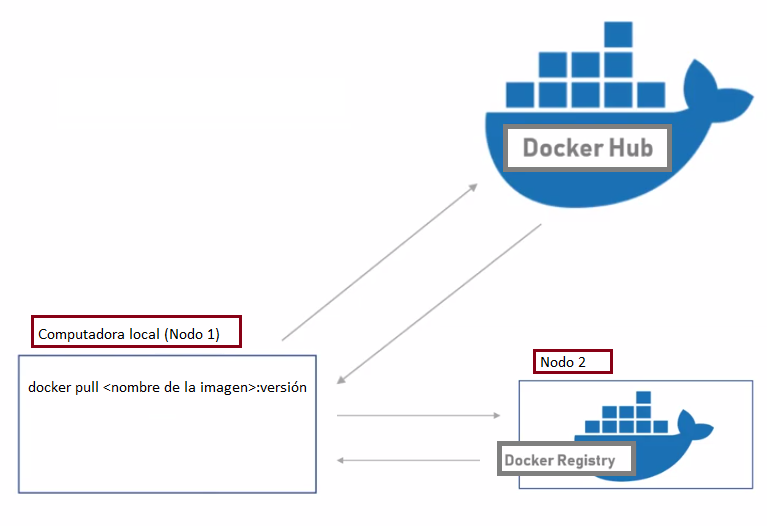 Docker Hub
Computadora local (Nodo 1)
docker pull <nombre de la imagen>:versión
Nodo 2
Docker Registry